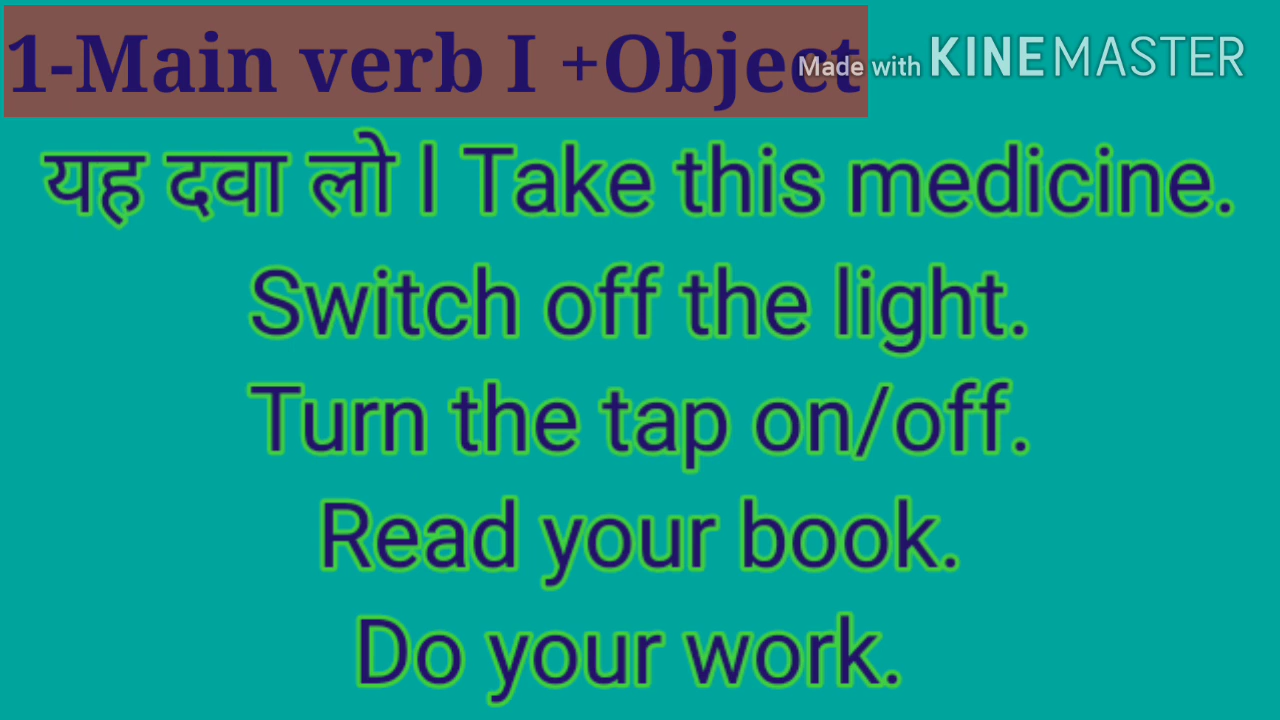 1-Main verb I +Object
Made with KINEMASTER
यह दवा लो l Take this medicine.
Switch off the light.
Turn the tap on/off.
Read your book.
Do your work.